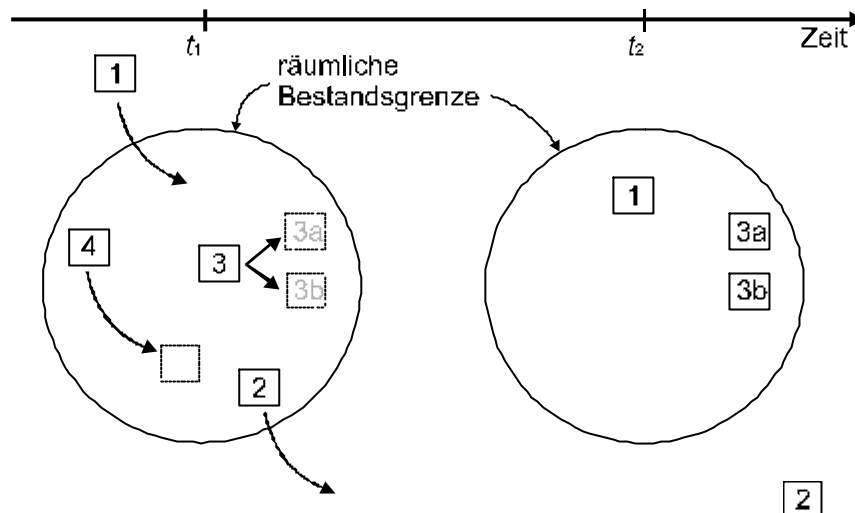 t1
t2
Zeit
räumliche
Bestandsgrenze
1
4
3
3a
3b
2
1
3a
3b
2